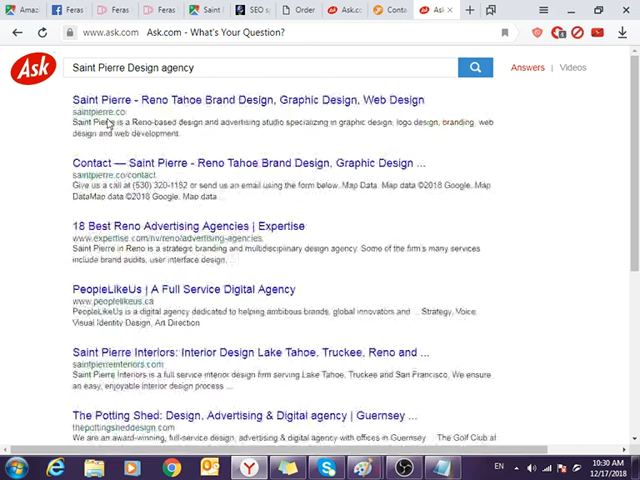 Amaz
Feras
Feras
Feras
Saint
SEO s
Order
Ask.c
Conta
Ask
www.ask.com Ask.com - What's Your Question?
Ask
Saint Pierre Design agency
Answers | Videos
Saint Pierre - Reno Tahoe Brand Design, Graphic Design, Web Design
saintpierre.co
Saint Pierre is a Reno-based design and advertising studio specializing in graphic design, logo design, branding, web
design and web development.
Contact — Saint Pierre - Reno Tahoe Brand Design, Graphic Design ...
saintpierre.co/contact
Give us a call at (530) 320-1182 or send us an email using the form below. Map Data. Map data ©2018 Google. Map
DataMap data ©2018 Google. Map data ...
18 Best Reno Advertising Agencies | Expertise
www.expertise.com/nv/reno/advertising-agencies
Saint Pierre in Reno is a strategic branding and multidisciplinary design agency. Some of the firm's many services
include brand audits, user interface design,
PeopleLikeUs | A Full Service Digital Agency
www.peoplelikeus.ca
PeopleLikeUs is a digital agency dedicated to helping ambitious brands, global innovators and ... Strategy, Voice,
Visual Identity Design, Art Direction
Saint Pierre Interiors: Interior Design Lake Tahoe, Truckee, Reno and ...
saintpierreinteriors.com
Saint Pierre Interiors is a full service interior design firm serving Lake Tahoe, Truckee and San Francisco. We ensure
an easy, enjoyable interior design process ...
The Potting Shed: Design, Advertising & Digital agency | Guernsey ...
thepottingsheddesign.com
We are an award-winning, full-service design, advertising & digital agency with offices in Guernsey ... The Golf Club at
EN
10:30 AM
12/17/2018